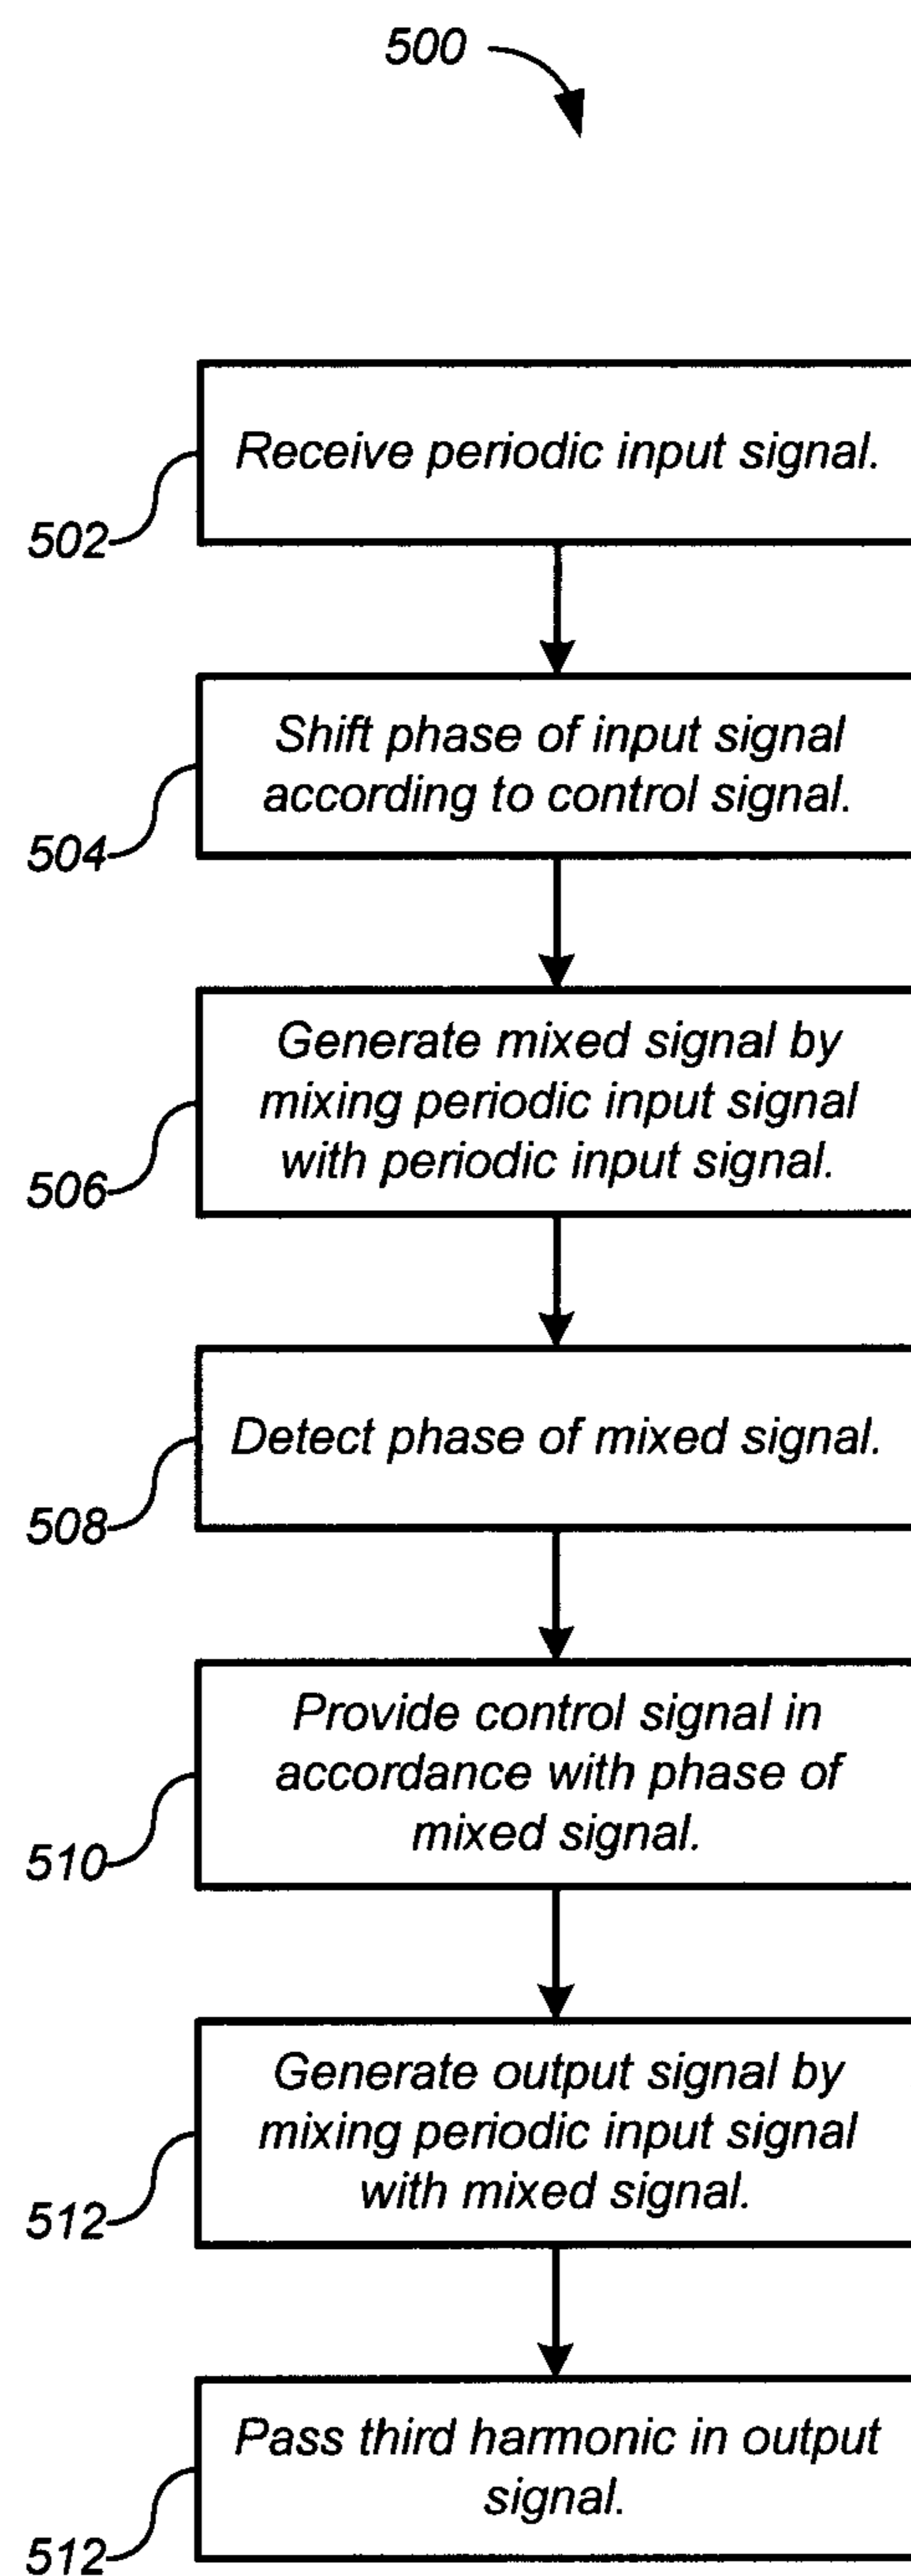 500
Receive periodic input signal.
502
Shift phase of input signal
according to control signal.
504
Generate mixed signal by
mixing periodic input signal
with periodic input signal.
506
Detect phase of mixed signal.
508
Provide control signal in
accordance with phase of
mixed signal.
510
Generate output signal by
mixing periodic input signal
with mixed signal.
512
Pass third harmonic in output
signal.
512